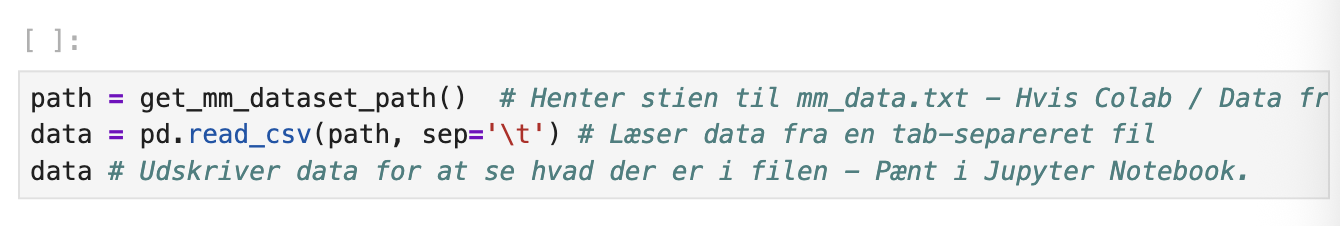 [ ]:
path = get_mm_dataset_path()  # Henter stien til mm_data.txt – Hvis Colab / Data fr
data = pd.read_csv(path, sep='\t') # Læser data fra en tab-separeret fil
data # Udskriver data for at se hvad der er i filen – Pænt i Jupyter Notebook.